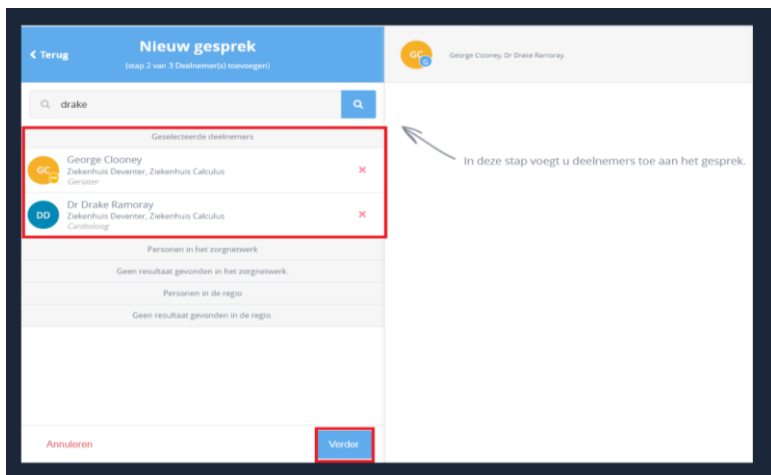 Terug
Nieuw gesprek
(stap 2 van 3 Deelnemer(s) toevoegen)
drake
Geselecteerde deelnemers
GC
George Clooney
Ziekenhuis Deventer, Ziekenhuis Calculus
Geriater
DD
Dr Drake Ramoray
Ziekenhuis Deventer, Ziekenhuis Calculus
Cardioloog
Personen in het zorgnetwerk
Geen resultaat gevonden in het zorgnetwerk.
Personen in de regio
Geen resultaat gevonden in de regio.
Annuleren
Verder
GC
G
George Clooney, Dr Drake Ramoray.
In deze stap voegt u deelnemers toe aan het gesprek.